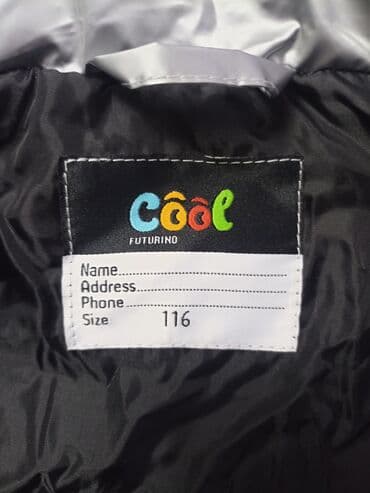 Cool
FUTURINO
Name
Address
Phone
Size 116